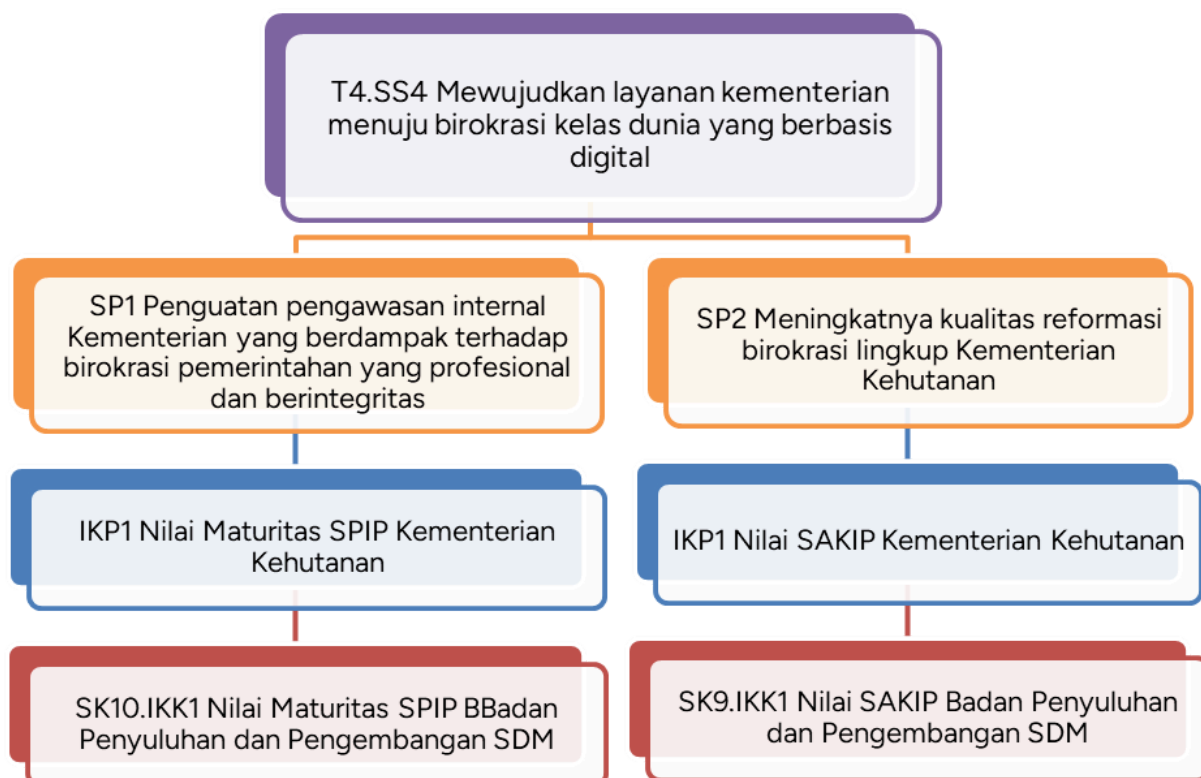 T4.SS4 Mewujudkan layanan kementerian
menuju birokrasi kelas dunia yang berbasis
digital
SP1 Penguatan pengawasan internal
Kementerian yang berdampak terhadap
birokrasi pemerintahan yang profesional
dan berintegritas
SP2 Meningkatnya kualitas reformasi
birokrasi lingkup Kementerian
Kehutanan
IKP1 Nilai Maturitas SPIP Kementerian
Kehutanan
IKP1 Nilai SAKIP Kementerian Kehutanan
SK10.IKK1 Nilai Maturitas SPIP BBadan
Penyuluhan dan Pengembangan SDM
SK9.IKK1 Nilai SAKIP Badan Penyuluhan
dan Pengembangan SDM